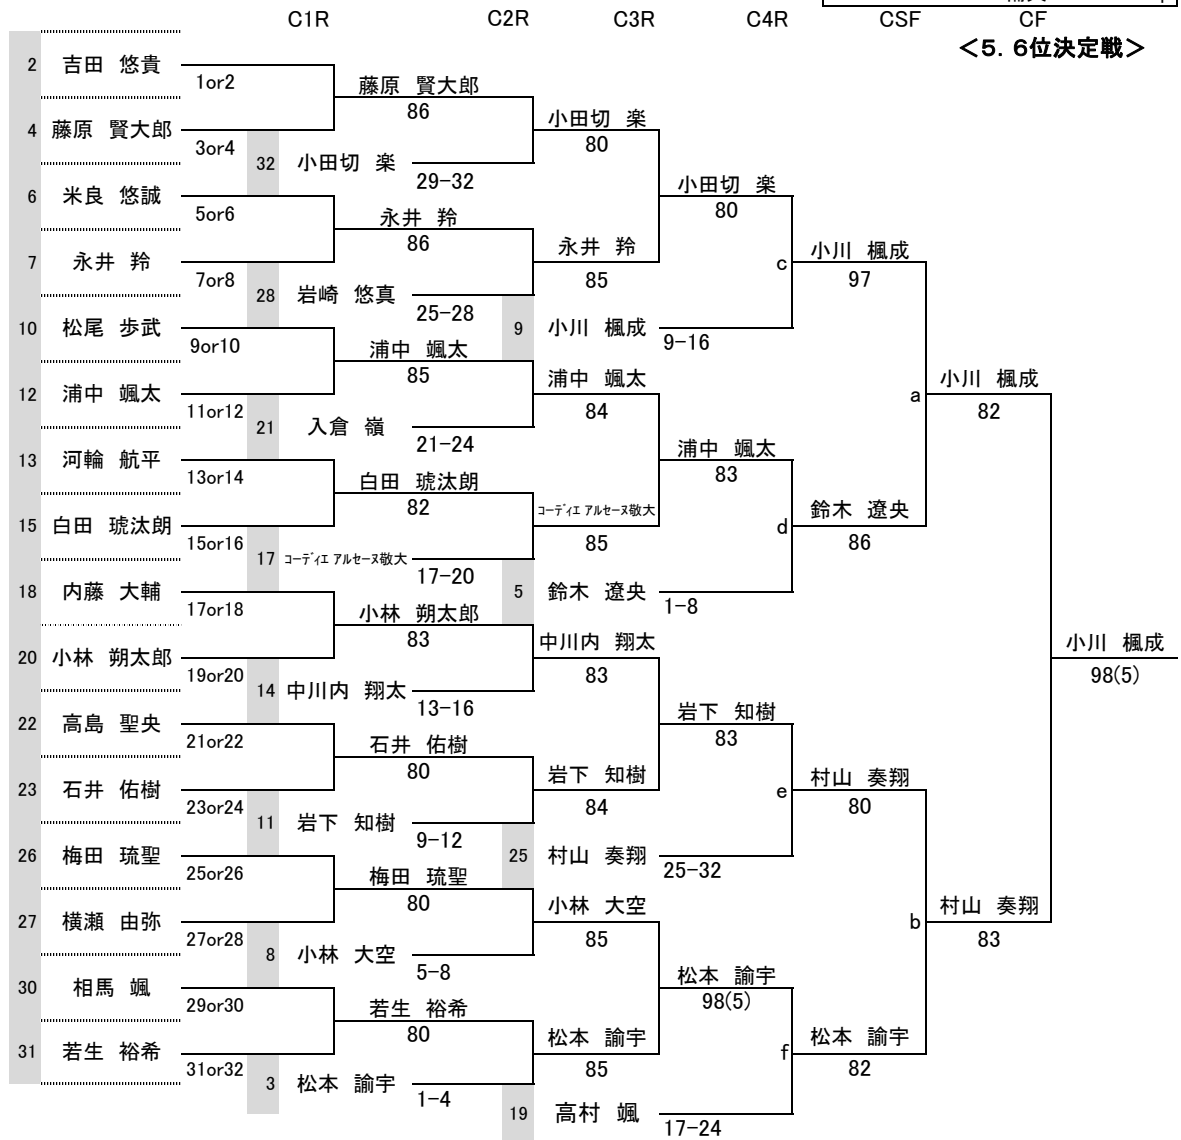 C1R C2R C3R C4R CSF CF
＜5．6位決定戦＞
2 吉田 悠貴
1or2
藤原 賢大郎
86
4 藤原 賢大郎
3or4
小田切 楽
80
32 小田切 楽
29−32
小田切 楽
80
6 米良 悠誠
5or6
永井 羚
86
7 永井 羚
7or8
永井 羚
85
c
小川 楓成
97
28 岩崎 悠真
25−28
10 松尾 歩武
9or10
9 小川 楓成
9−16
浦中 颯太
85
12 浦中 颯太
11or12
浦中 颯太
84
a
小川 楓成
82
21 入倉 嶺
21−24
13 河輪 航平
13or14
浦中 颯太
83
白田 琥汰朗
82
15 白田 琥汰朗
15or16
コーディエ アルセーヌ敬大
85
d
鈴木 遼央
86
17 コーディエ アルセーヌ敬大
17−20
18 内藤 大輔
17or18
5 鈴木 遼央
1−8
小林 朔太郎
83
20 小林 朔太郎
19or20
中川内 翔太
83
小川 楓成
98(5)
14 中川内 翔太
13−16
22 高島 聖央
21or22
岩下 知樹
83
石井 佑樹
80
23 石井 佑樹
23or24
岩下 知樹
84
e
村山 奏翔
80
11 岩下 知樹
9−12
26 梅田 琉聖
25or26
25 村山 奏翔
25−32
梅田 琉聖
80
27 横瀬 由弥
27or28
小林 大空
85
b
村山 奏翔
83
8 小林 大空
5−8
30 相馬 颯
29or30
松本 諭宇
98(5)
若生 裕希
80
31 若生 裕希
31or32
松本 諭宇
85
f
松本 諭宇
82
3 松本 諭宇
1−4
19 高村 颯
17−24